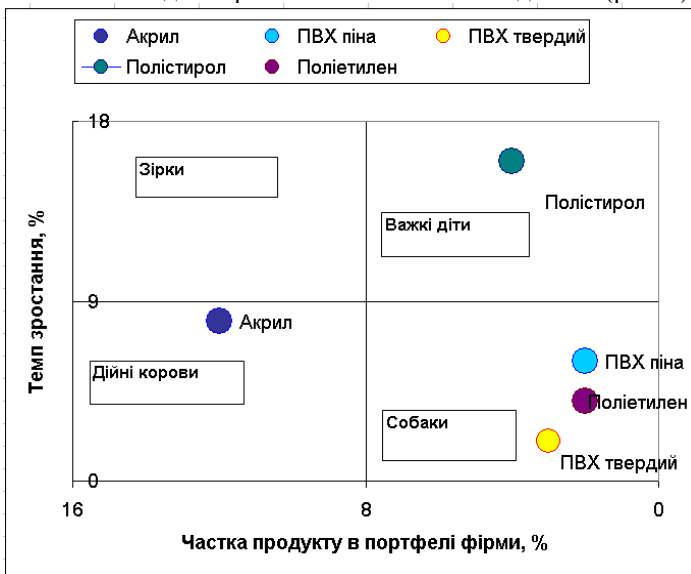 Акрил ПВХ піна ПВХ твердий
Полістирол Поліетилен
18
Зірки
Полістирол
Важкі діти
Темп зростання, %
9
Акрил
Дійні корови
ПВХ піна
Поліетилен
Собаки
ПВХ твердий
0
16 8 0
Частка продукту в портфелі фірми, %